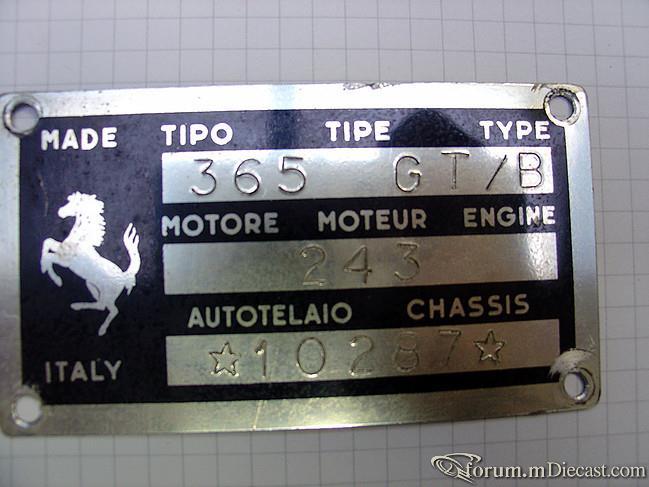 MADE TIPO TIPE TYPE
365 GT/B
MOTORE MOTEUR ENGINE
243
AUTOTELAIO CHASSIS
☆10287☆
ITALY
forum.mDiecast.com